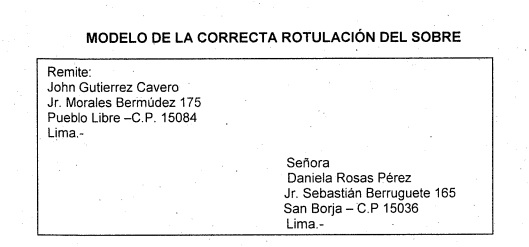 MODELO DE LA CORRECTA ROTULACIÓN DEL SOBRE
Remite:
John Gutierrez Cavero
Jr. Morales Bermúdez 175
Pueblo Libre –C.P. 15084
Lima.-
Señora
Daniela Rosas Pérez
Jr. Sebastián Berruguete 165
San Borja – C.P 15036
Lima.-